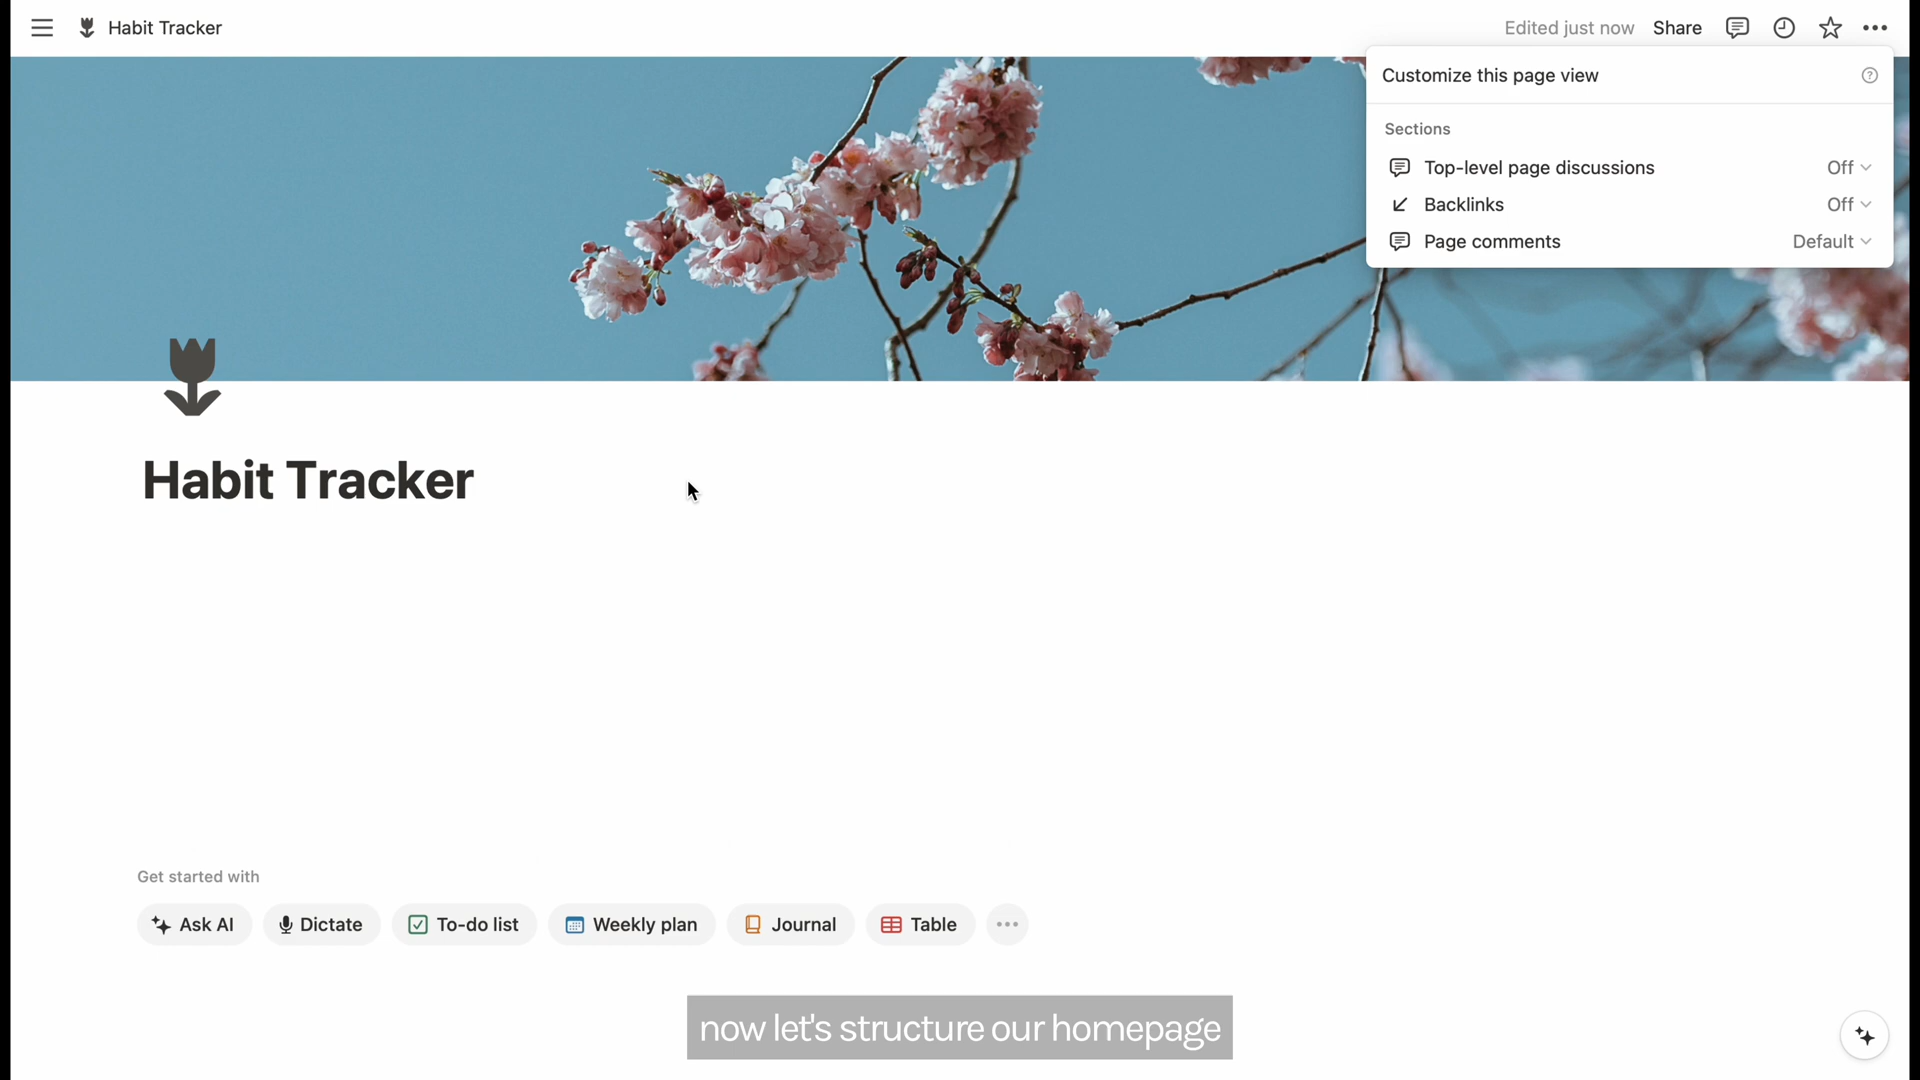 Habit Tracker
Edited just now
Share
Customize this page view
Sections
Top-level page discussions
Off
Backlinks
Off
Page comments
Default
Habit Tracker
Get started with
Ask AI
Dictate
To-do list
Weekly plan
Journal
Table
now let's structure our homepage